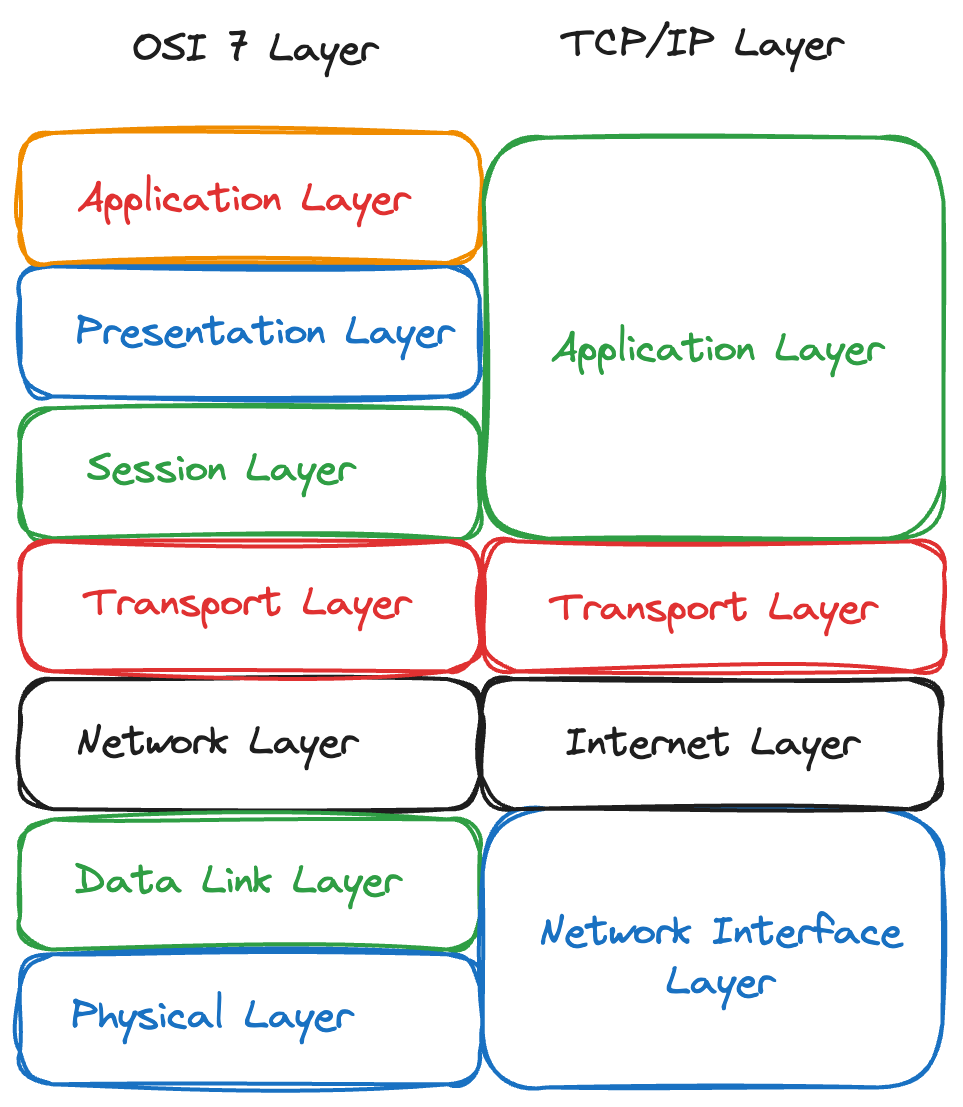 OSI 7 Layer
TCP/IP Layer
Application Layer
Presentation Layer
Session Layer
Transport Layer
Network Layer
Data Link Layer
Physical Layer
Application Layer
Transport Layer
Internet Layer
Network Interface
Layer